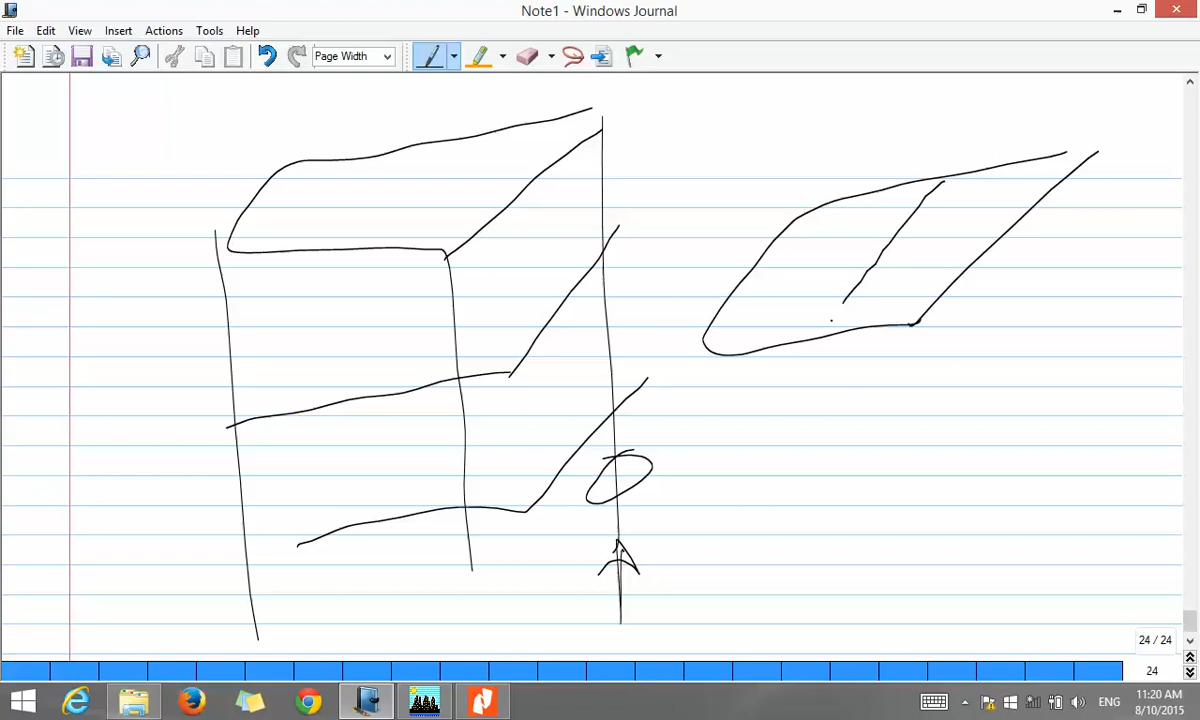 Note1 - Windows Journal
File Edit View Insert Actions Tools Help
Page Width
24 / 24
24
ENG
11:20 AM
8/10/2015